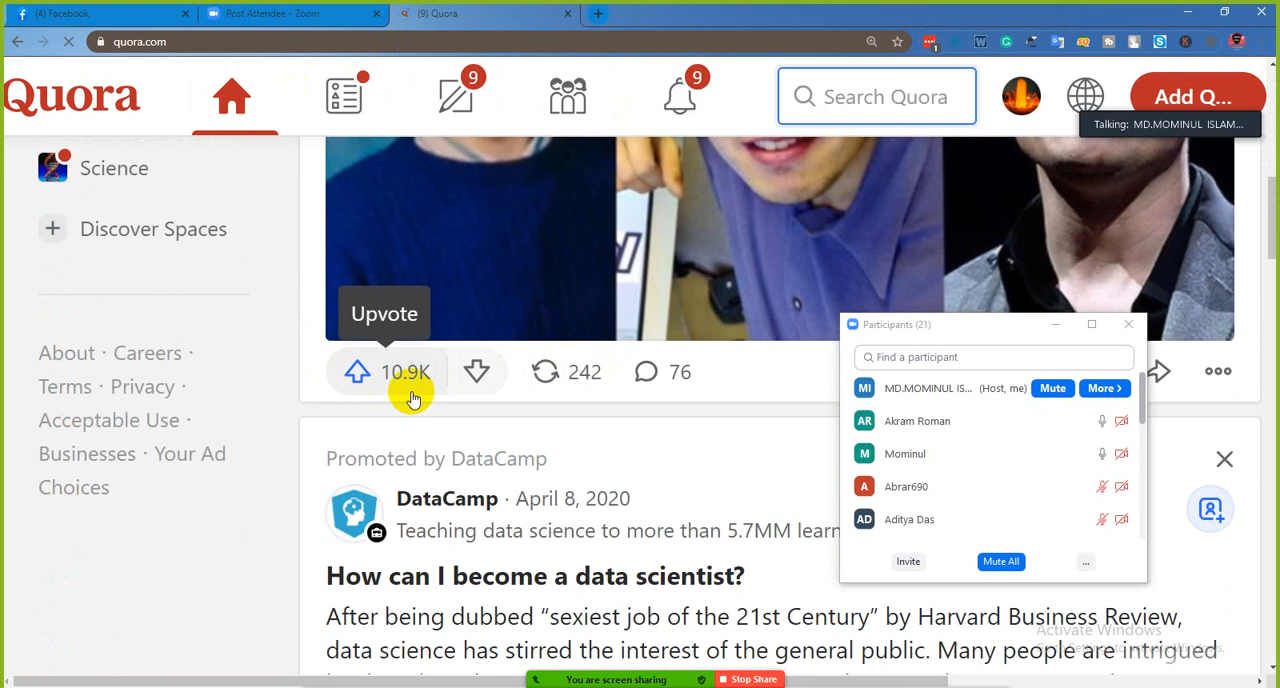 (4) Facebook
Post Attendee - Zoom
(9) Quora
quora.com
1
Quora
9
9
Search Quora
Add Q...
Talking: MD.MOMINUL ISLAM...
Science
Discover Spaces
About · Careers ·
Terms · Privacy ·
Acceptable Use ·
Businesses · Your Ad
Choices
Upvote
10.9K
242
76
Participants (21)
Find a participant
MI MD.MOMINUL IS... (Host, me) Mute More >
AR Akram Roman
M Mominul
A Abrar690
AD Aditya Das
Invite
Mute All
...
Promoted by DataCamp
DataCamp · April 8, 2020
Teaching data science to more than 5.7MM learn
How can I become a data scientist?
After being dubbed “sexiest job of the 21st Century” by Harvard Business Review,
data science has stirred the interest of the general public. Many people are intrigued
Activate Windows
You are screen sharing
Stop Share